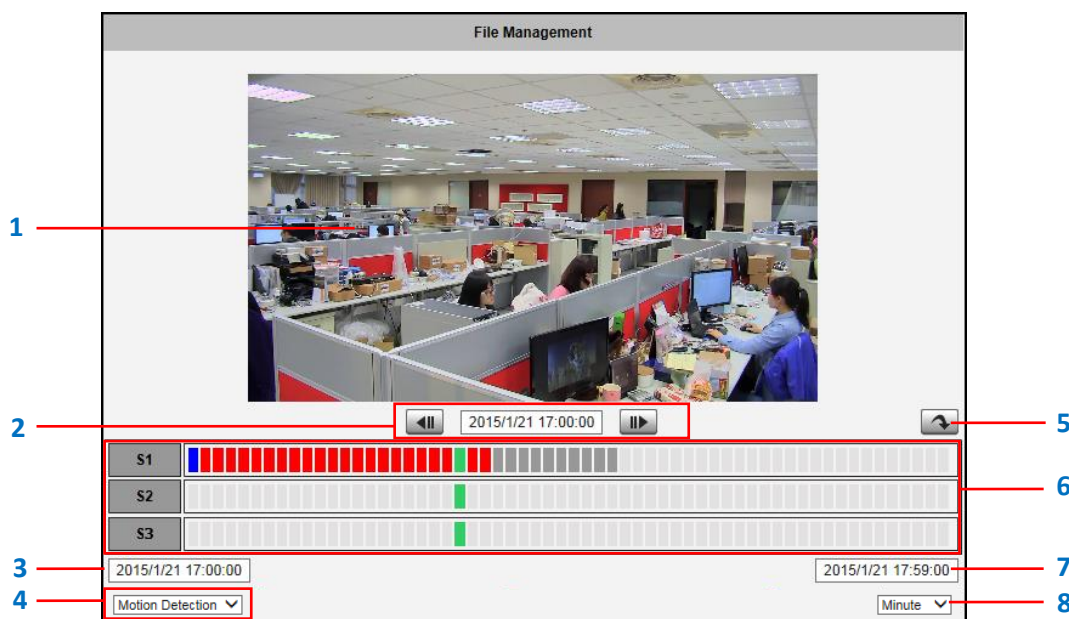 File Management
1
2
2015/1/21 17:00:00
5
S1
S2
6
S3
3
2015/1/21 17:00:00
2015/1/21 17:59:00
7
4
Motion Detection
Minute
8